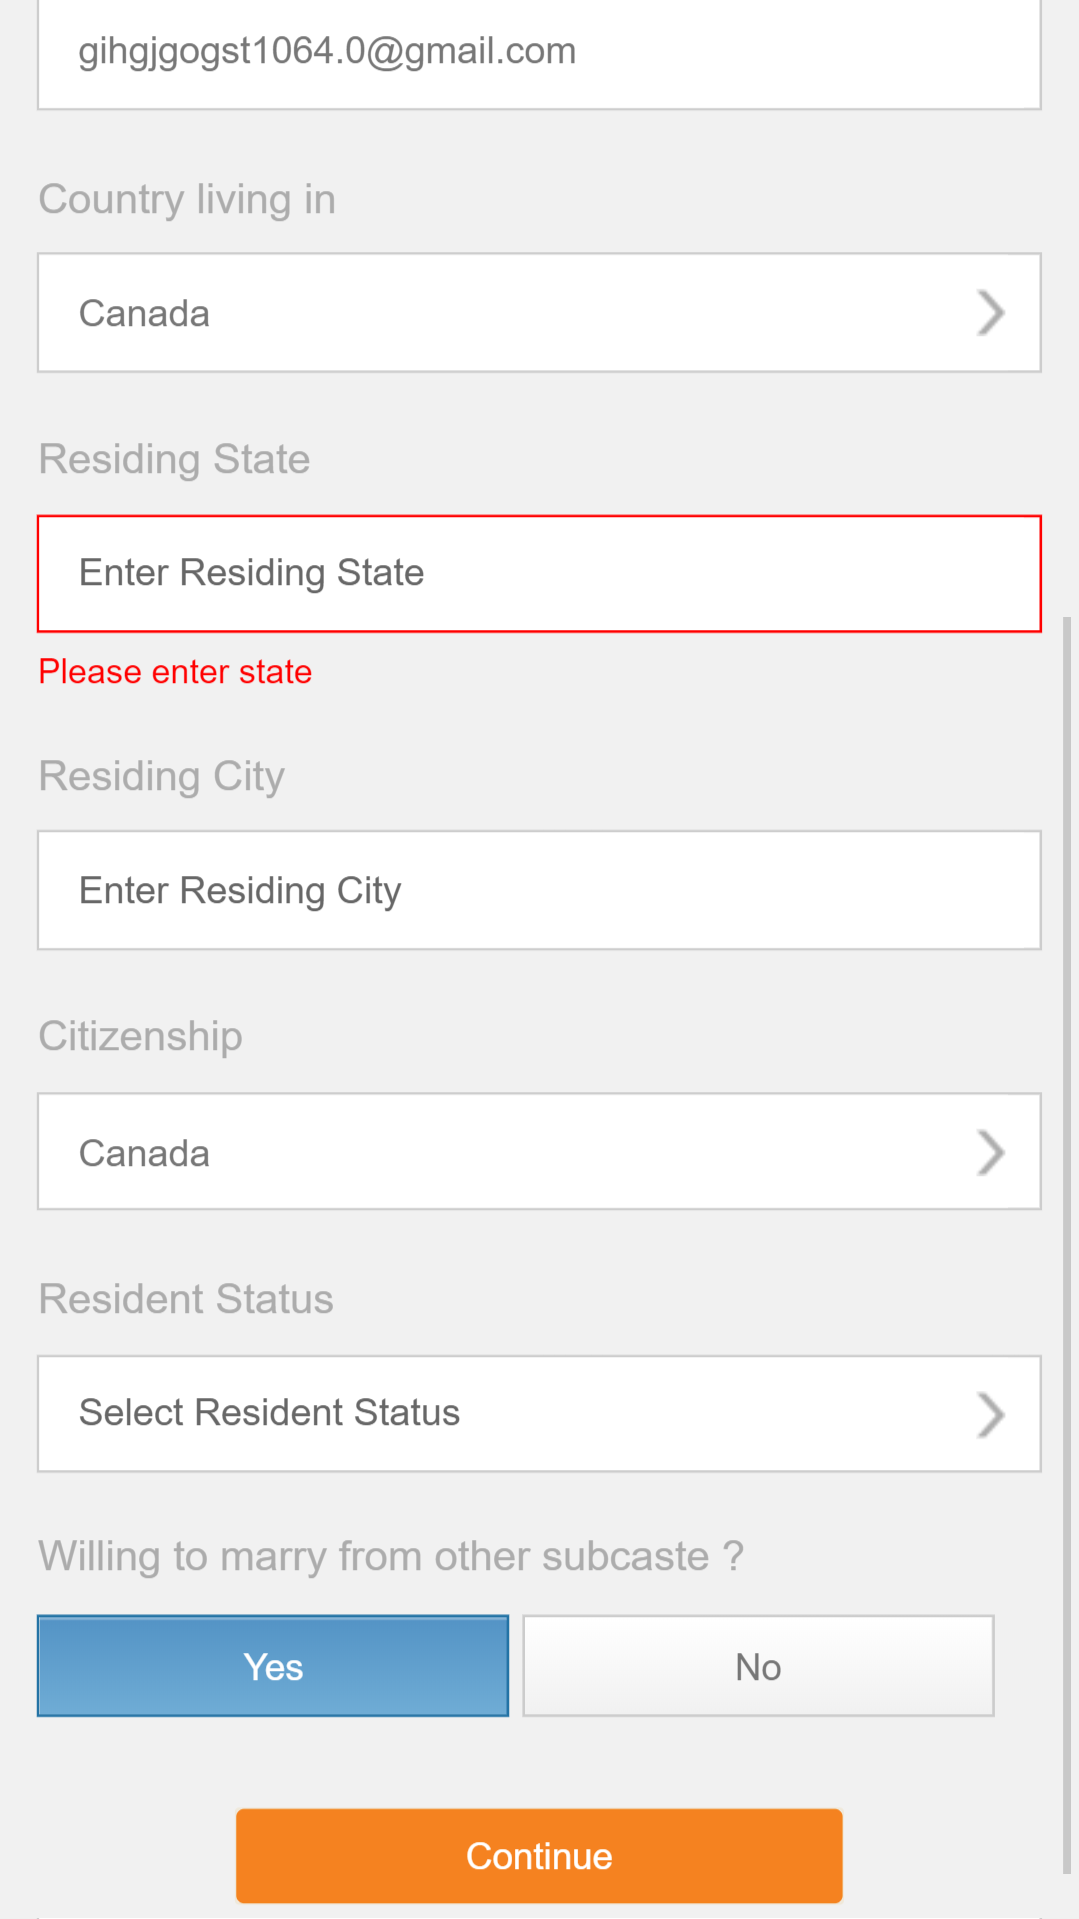 gihgjgogst1064.0@gmail.com
Country living in
Canada
Residing State
Enter Residing State
Please enter state
Residing City
Enter Residing City
Citizenship
Canada
Resident Status
Select Resident Status
Willing to marry from other subcaste ?
Yes
No
Continue